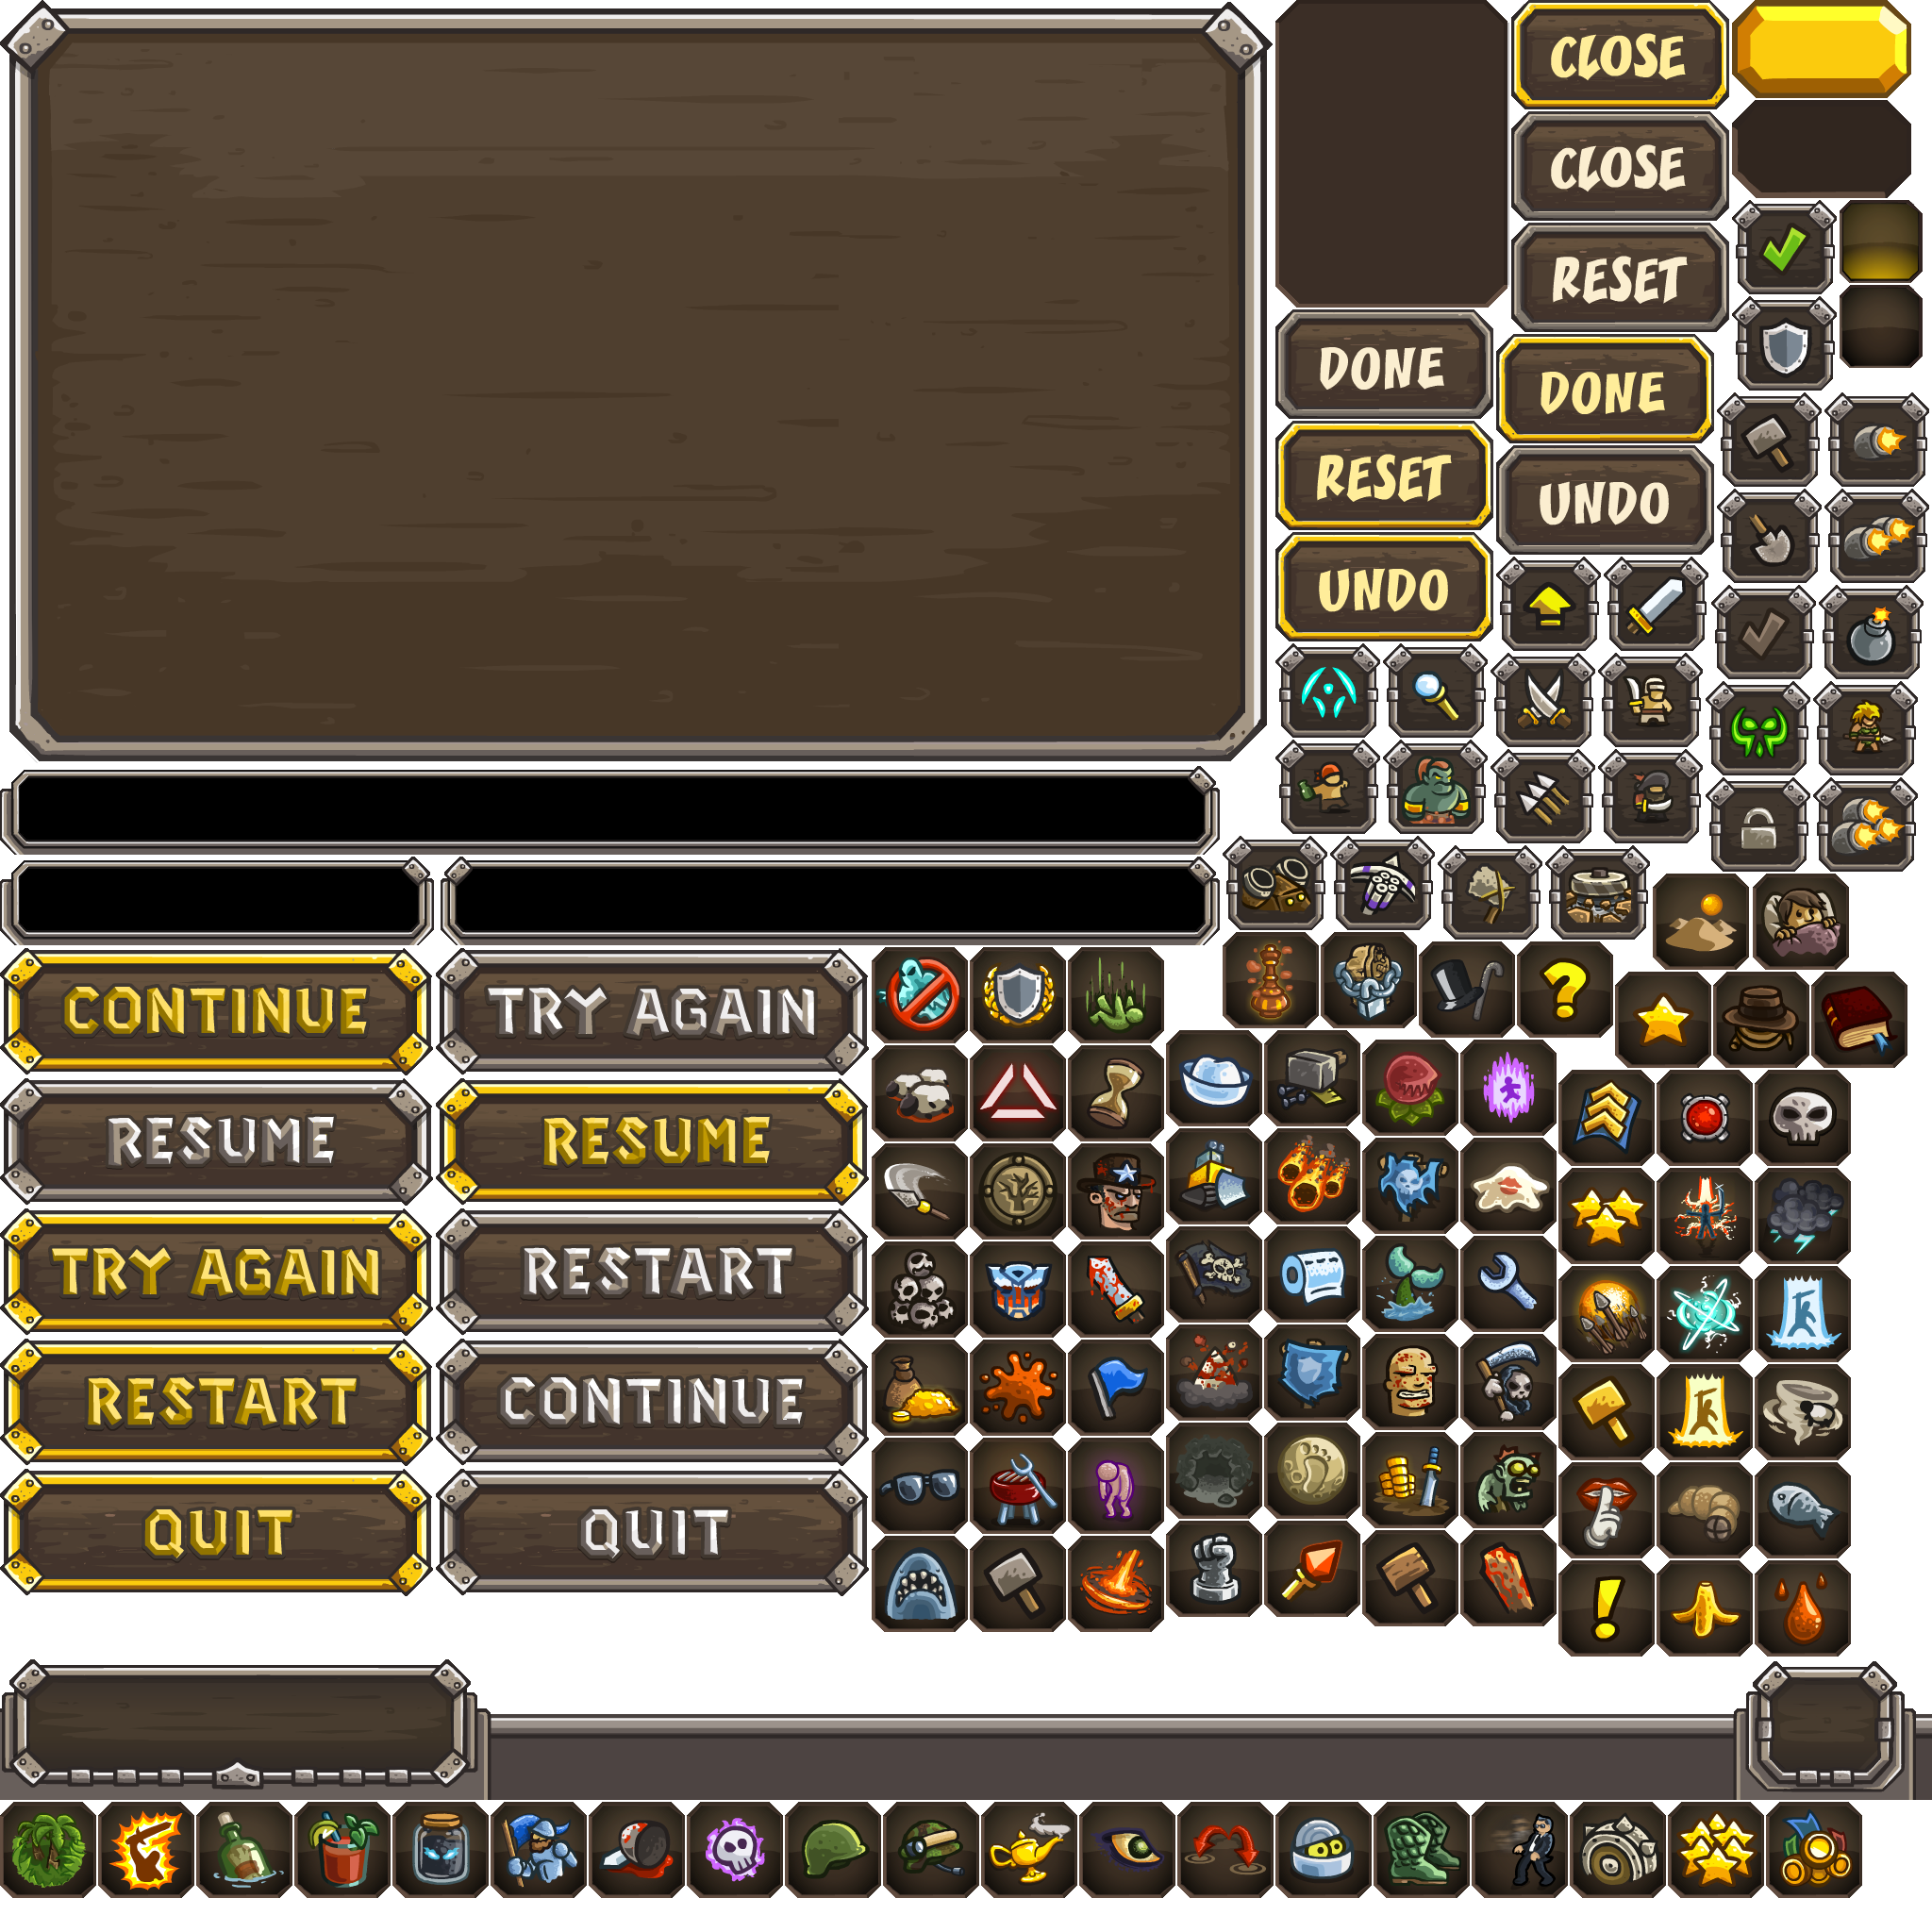 CLOSE
CLOSE
RESET
DONE
DONE
RESET
UNDO
UNDO
CONTINUE
TRY AGAIN
RESUME
RESUME
TRY AGAIN
RESTART
RESTART
CONTINUE
QUIT
QUIT